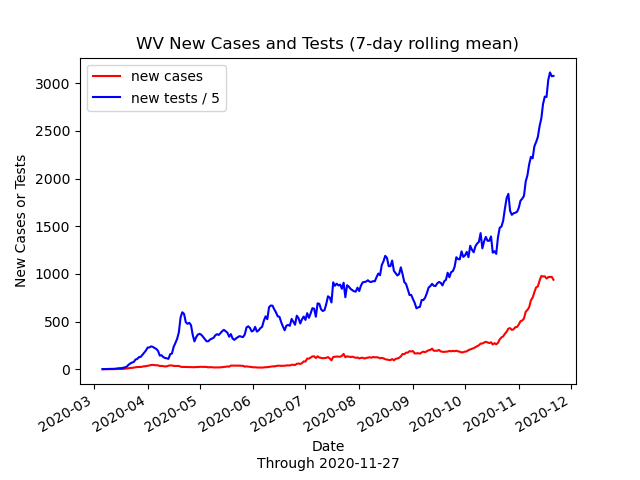 WV New Cases and Tests (7-day rolling mean)
new cases
new tests / 5
3000
2500
2000
1500
1000
500
0
New Cases or Tests
2020-03
2020-04
2020-05
2020-06
2020-07
2020-08
2020-09
2020-10
2020-11
2020-12
Date
Through 2020-11-27